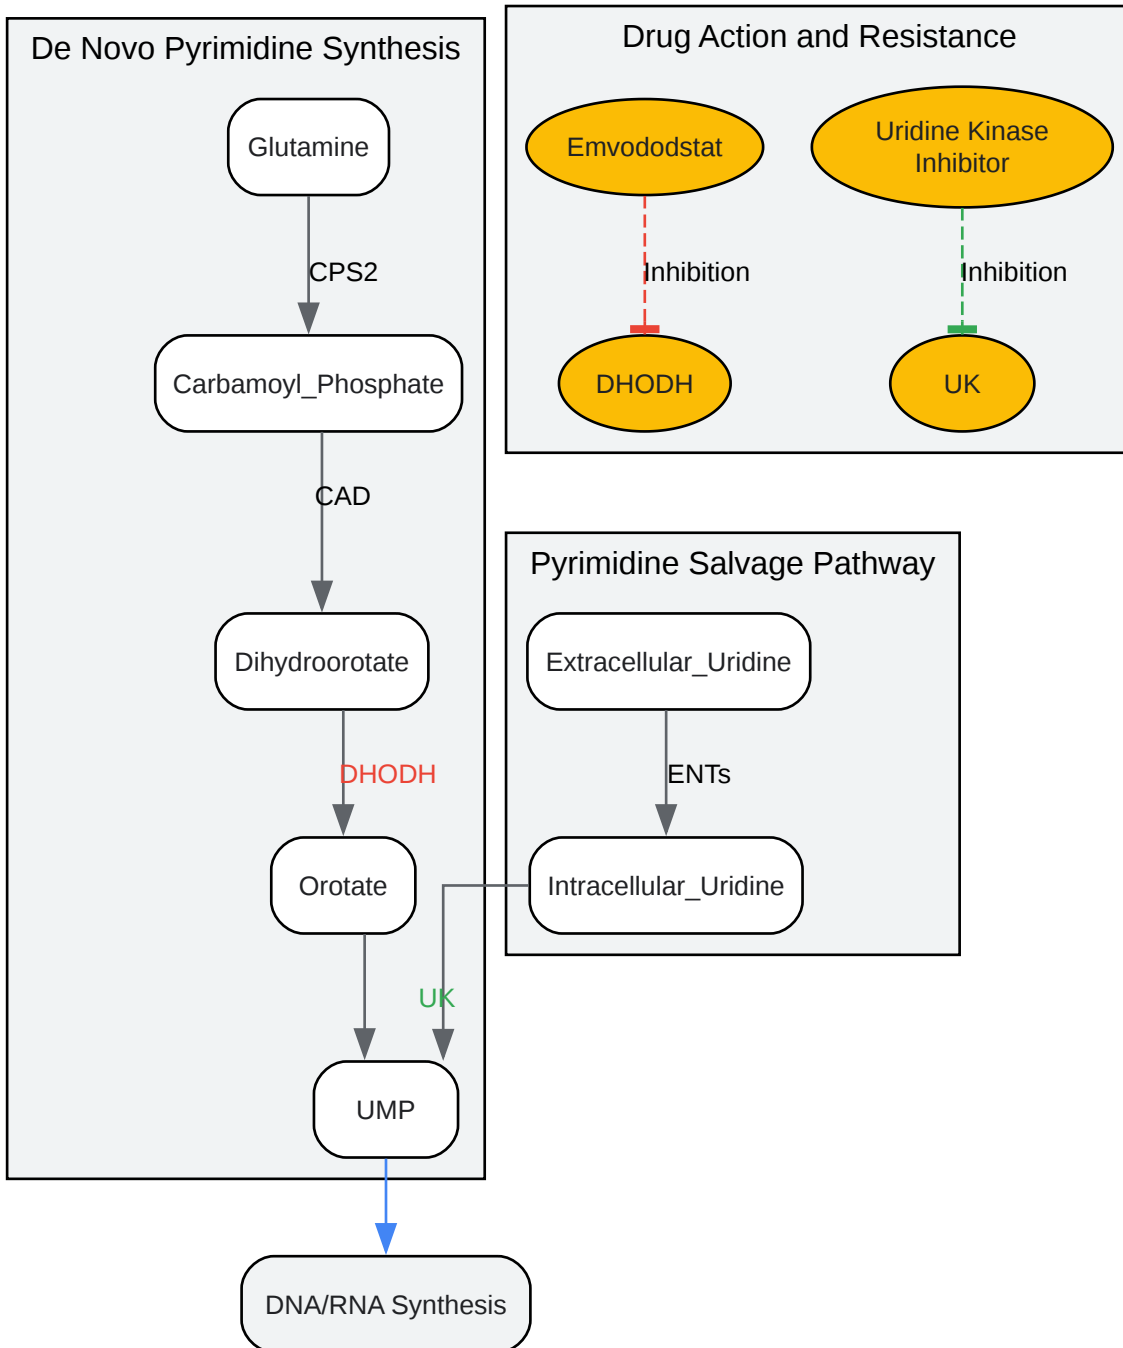 De Novo Pyrimidine Synthesis
Glutamine
CPS2
Carbamoyl_Phosphate
CAD
Dihydroorotate
DHODH
Orotate
UK
UMP
DNA/RNA Synthesis
Drug Action and Resistance
Emvododstat
Uridine Kinase
Inhibitor
Inhibition
Inhibition
DHODH
UK
Pyrimidine Salvage Pathway
Extracellular_Uridine
ENTs
Intracellular_Uridine